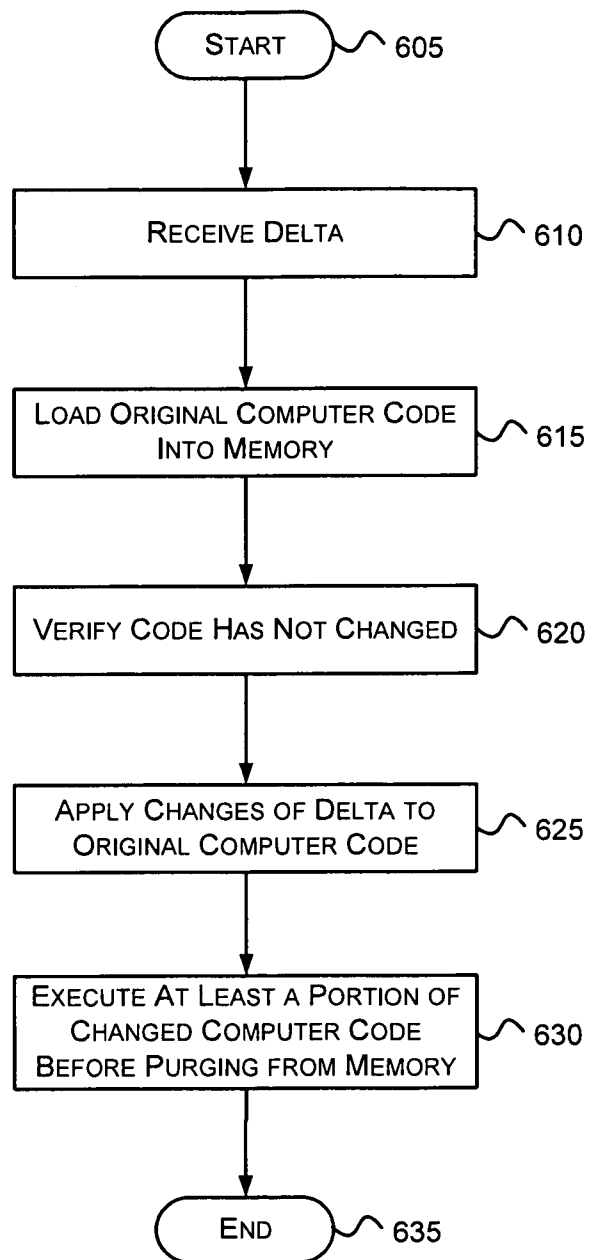 START
605
RECEIVE DELTA
610
LOAD ORIGINAL COMPUTER CODE
INTO MEMORY
615
VERIFY CODE HAS NOT CHANGED
620
APPLY CHANGES OF DELTA TO
ORIGINAL COMPUTER CODE
625
EXECUTE AT LEAST A PORTION OF
CHANGED COMPUTER CODE
BEFORE PURGING FROM MEMORY
630
END
635